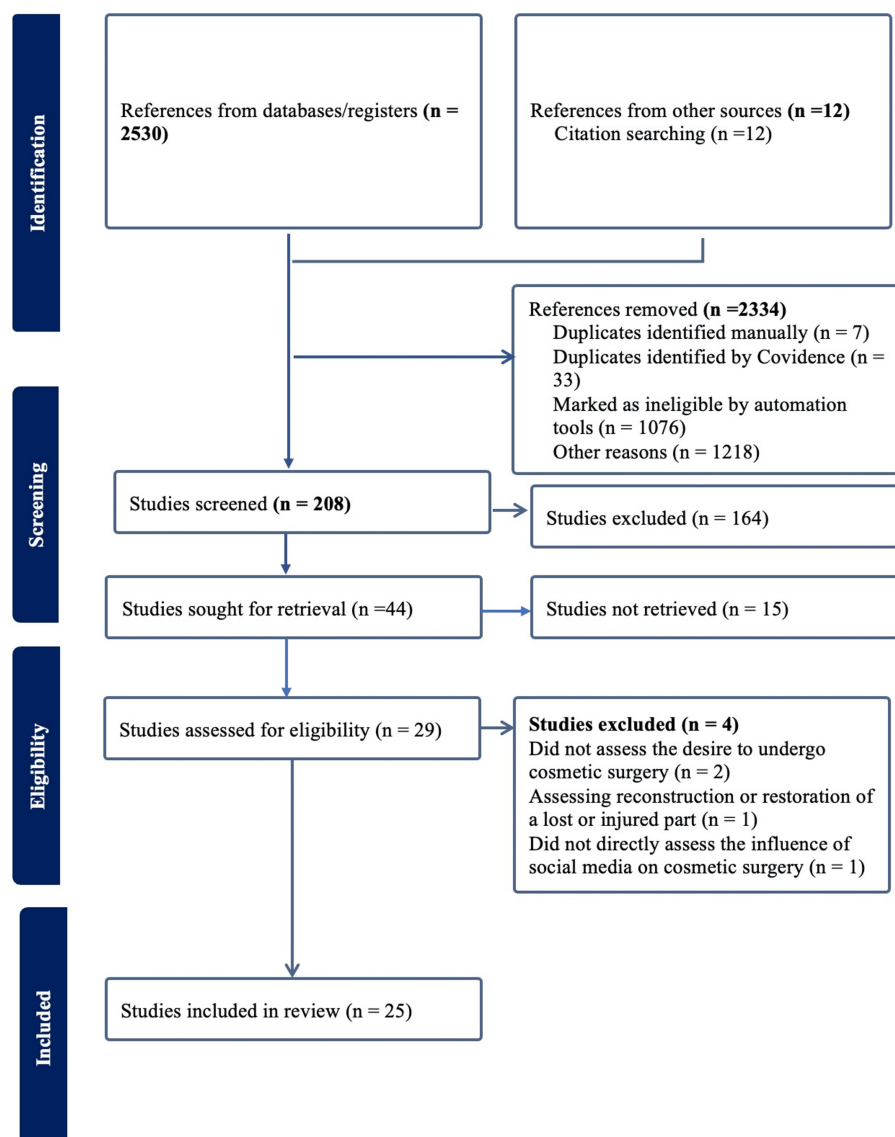 Identification
References from databases/registers (n =
2530)
References from other sources (n =12)
Citation searching (n =12)
References removed (n =2334)
Duplicates identified manually (n = 7)
Duplicates identified by Covidence (n =
33)
Marked as ineligible by automation
tools (n = 1076)
Other reasons (n = 1218)
Screening
Studies screened (n = 208)
Studies excluded (n = 164)
Studies sought for retrieval (n =44)
Studies not retrieved (n = 15)
Eligibility
Studies assessed for eligibility (n = 29)
Studies excluded (n = 4)
Did not assess the desire to undergo
cosmetic surgery (n = 2)
Assessing reconstruction or restoration of
a lost or injured part (n = 1)
Did not directly assess the influence of
social media on cosmetic surgery (n = 1)
Included
Studies included in review (n = 25)